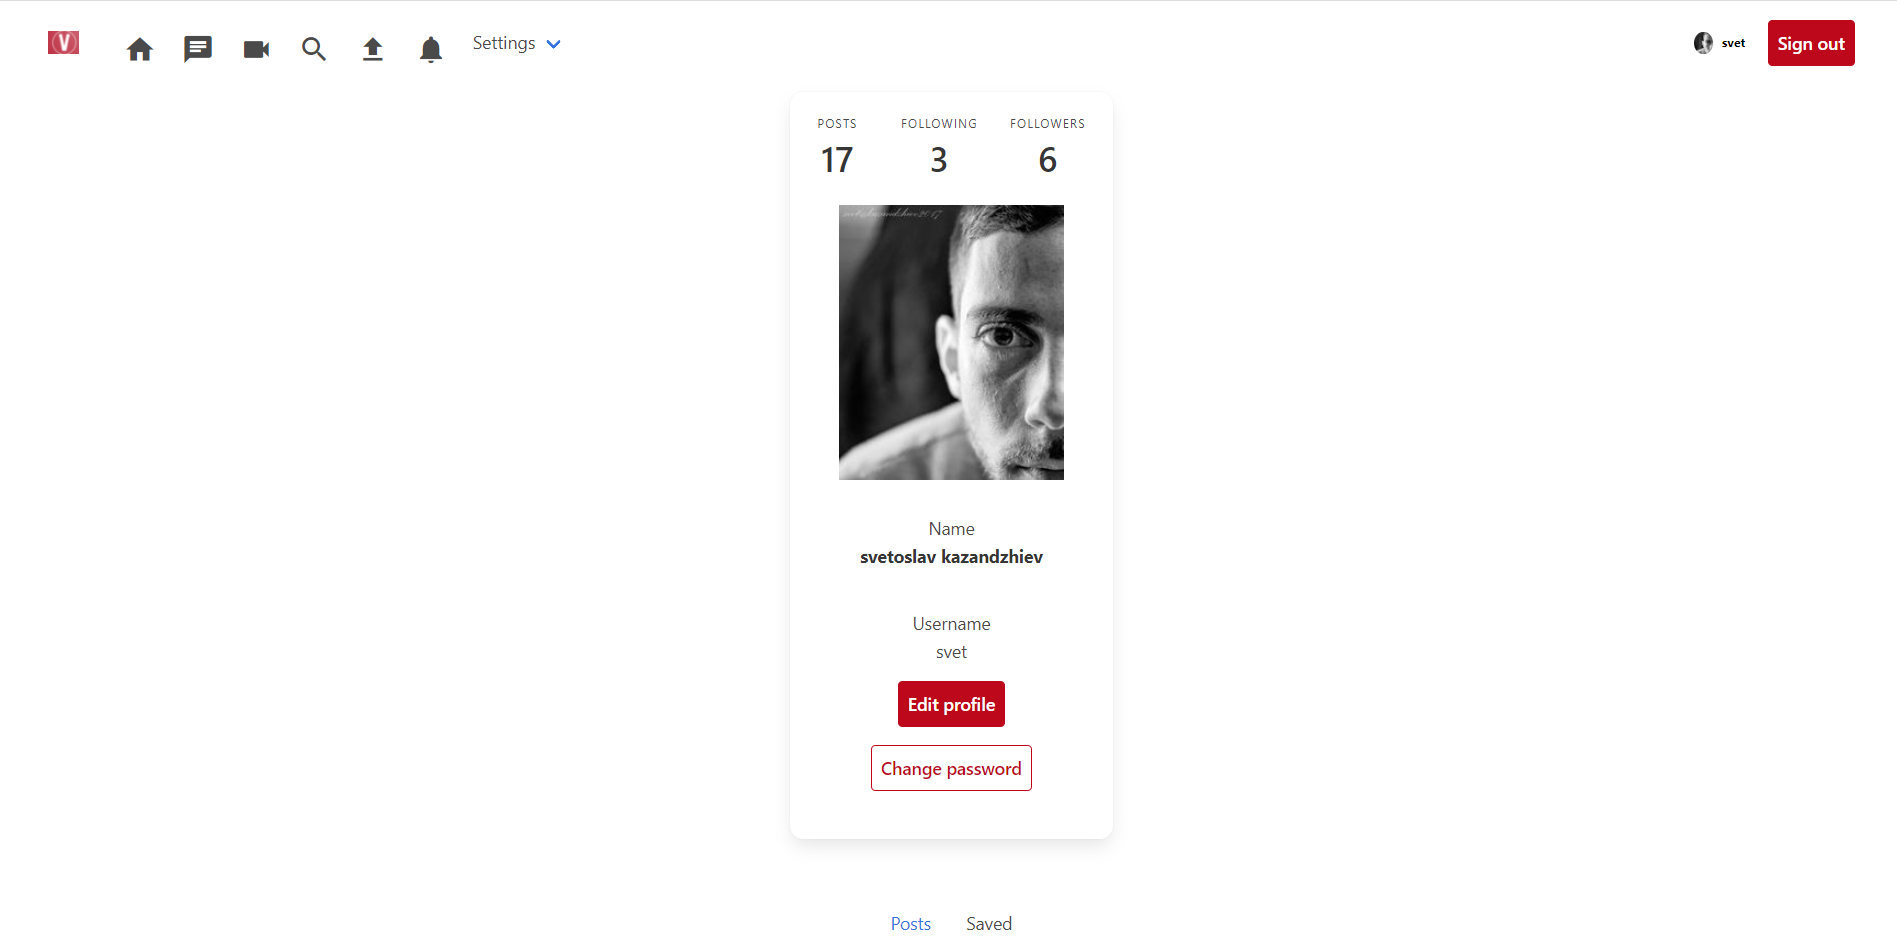 V
Settings
svet
Sign out
POSTS FOLLOWING FOLLOWERS
17 3 6
Name
svetoslav kazandzhiev
Username
svet
Edit profile
Change password
Posts Saved